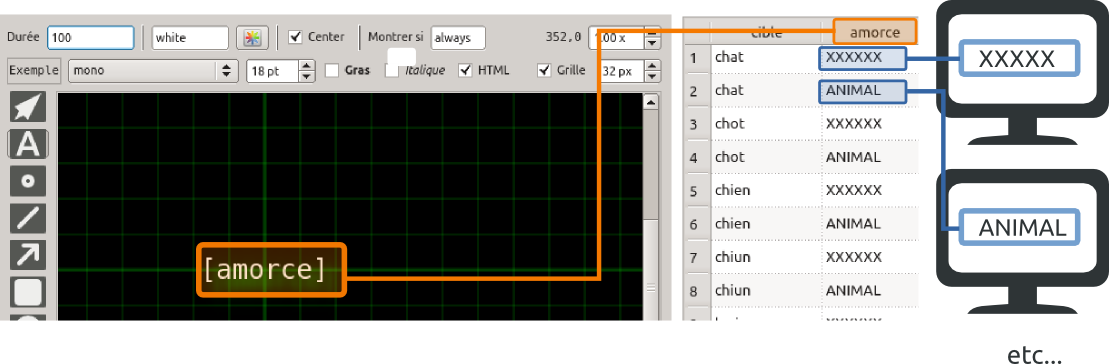 Durée 100 white Center Montrer si always 352,0 100 x
Exemple mono 18 pt Gras Italique HTML Grille 32 px
A
[amorce]
cible amorce
1 chat XXXXXX
2 chat ANIMAL
3 chot XXXXXX
4 chot ANIMAL
5 chien XXXXXX
6 chien ANIMAL
7 chiun XXXXXX
8 chiun ANIMAL
XXXXX
ANIMAL
etc...